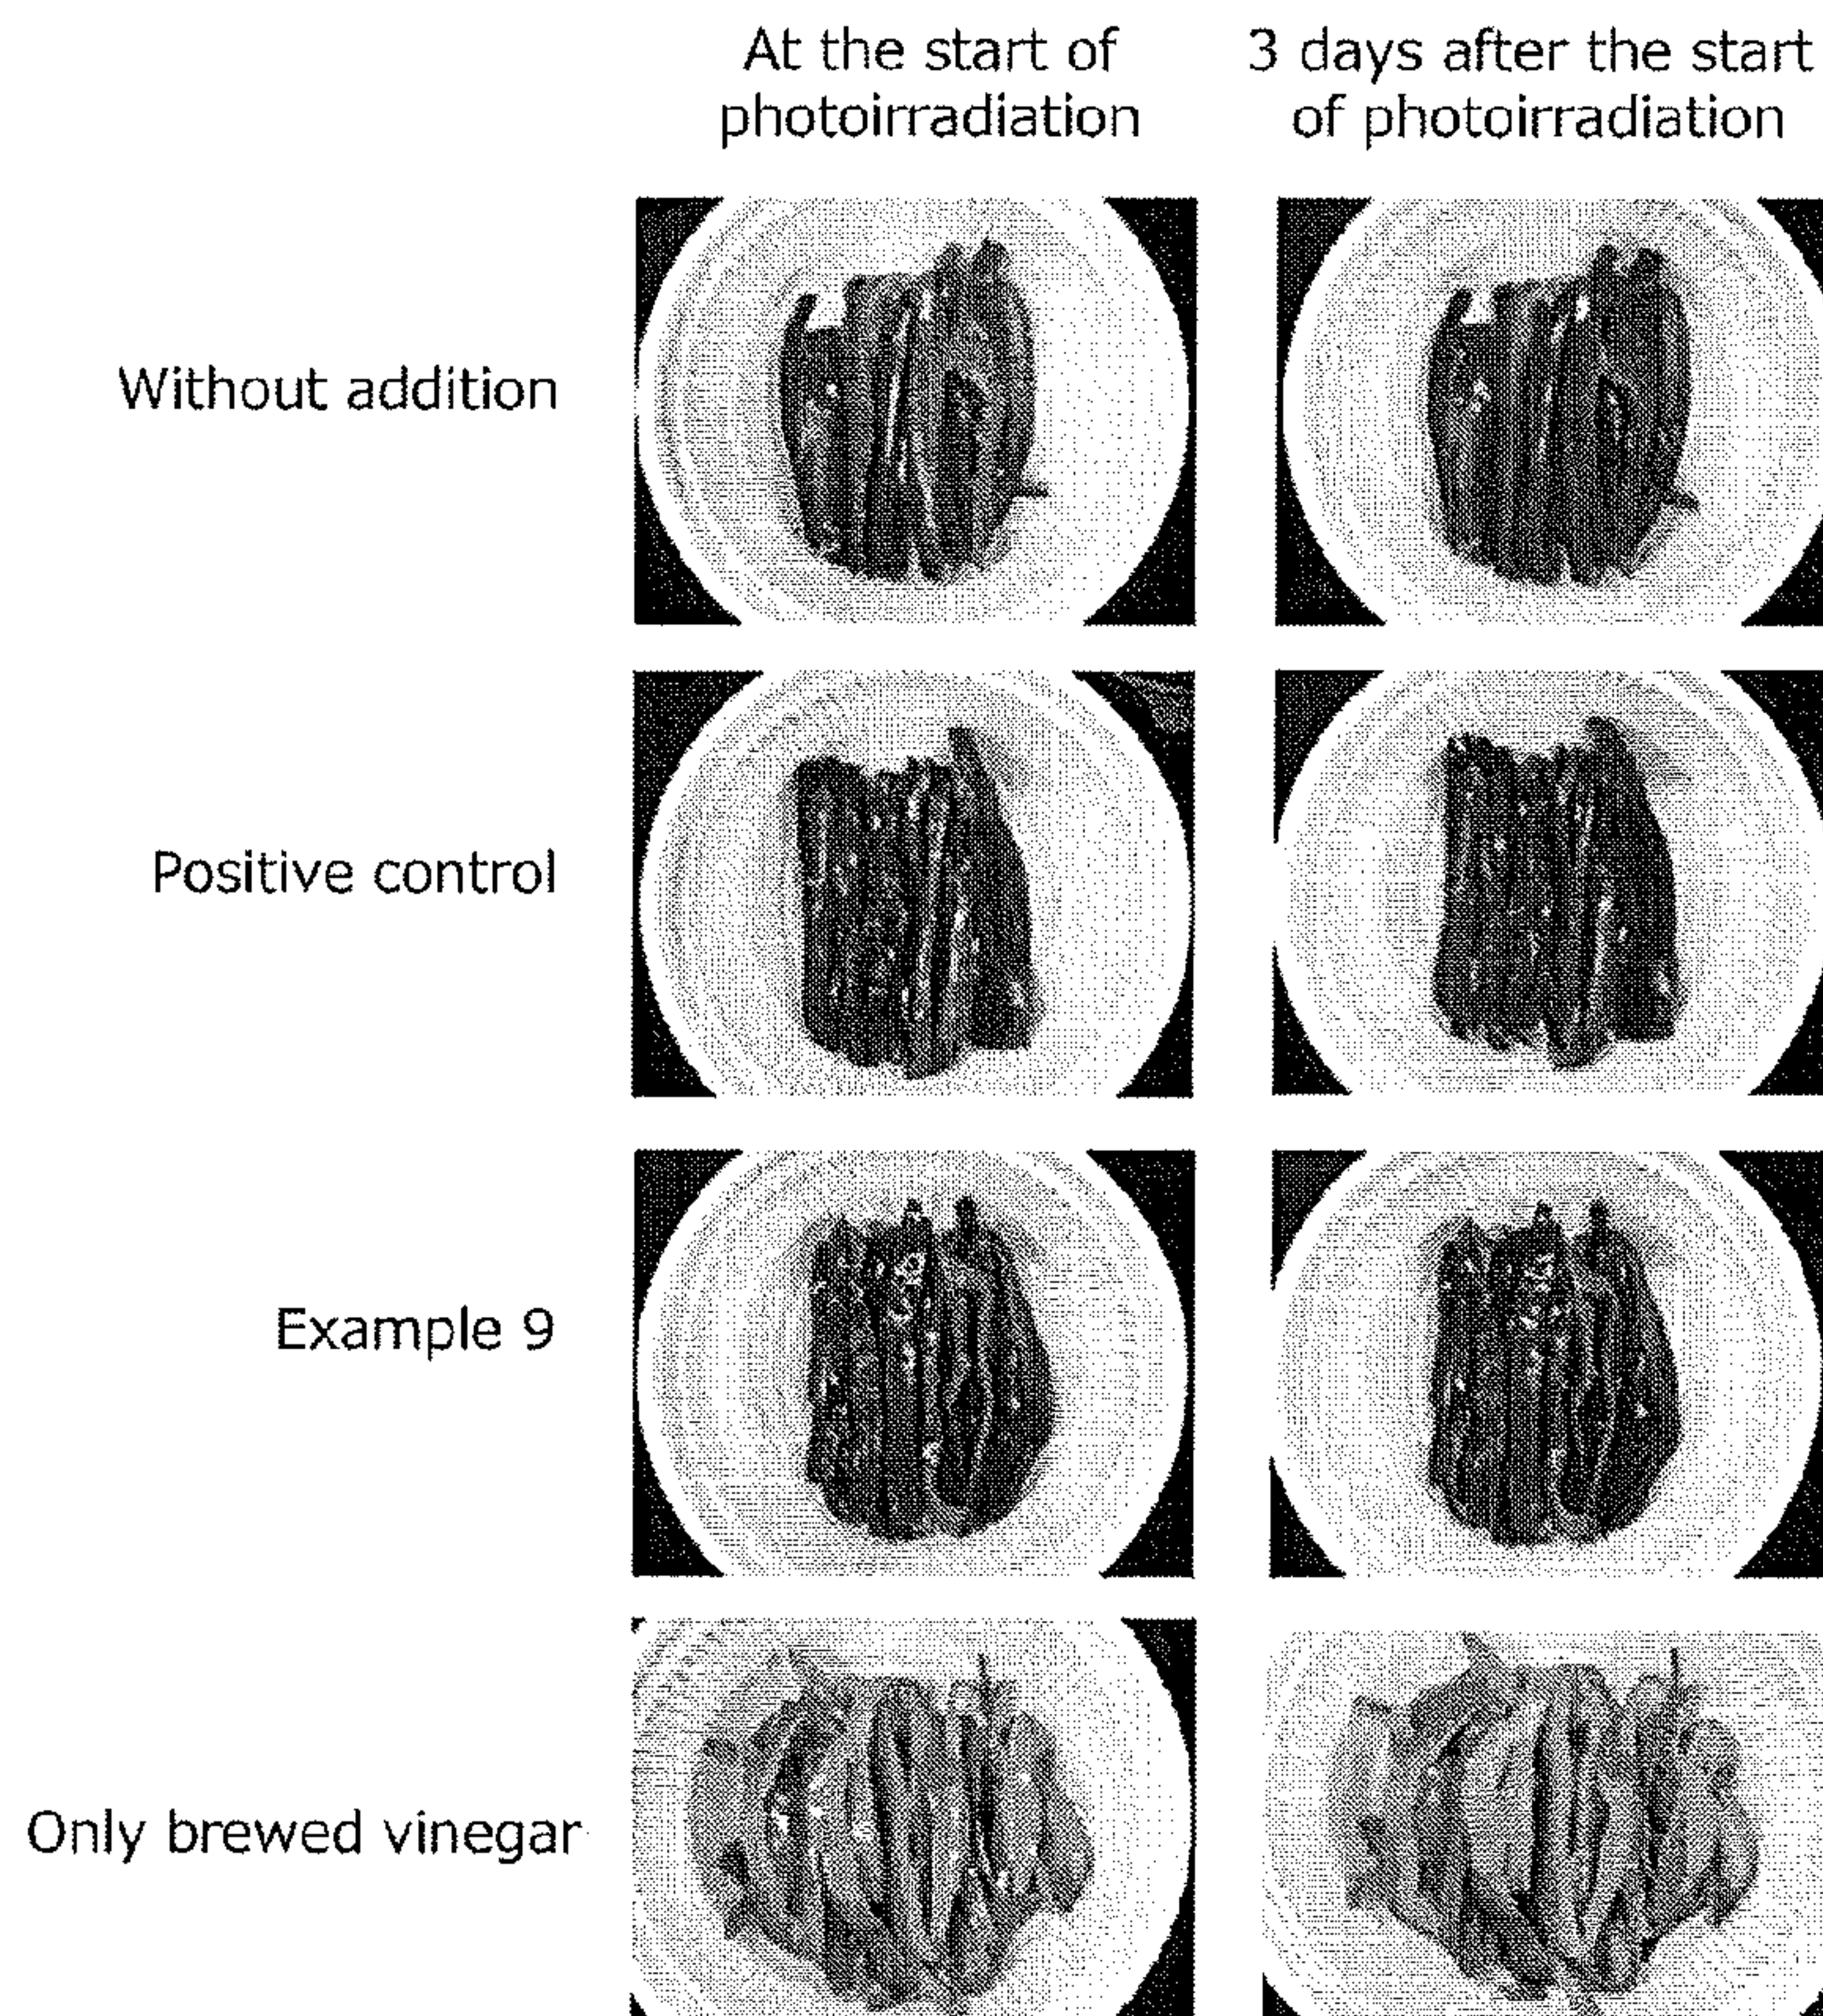 At the start of
photoirradiation
3 days after the start
of photoirradiation
Without addition
Positive control
Example 9
Only brewed vinegar